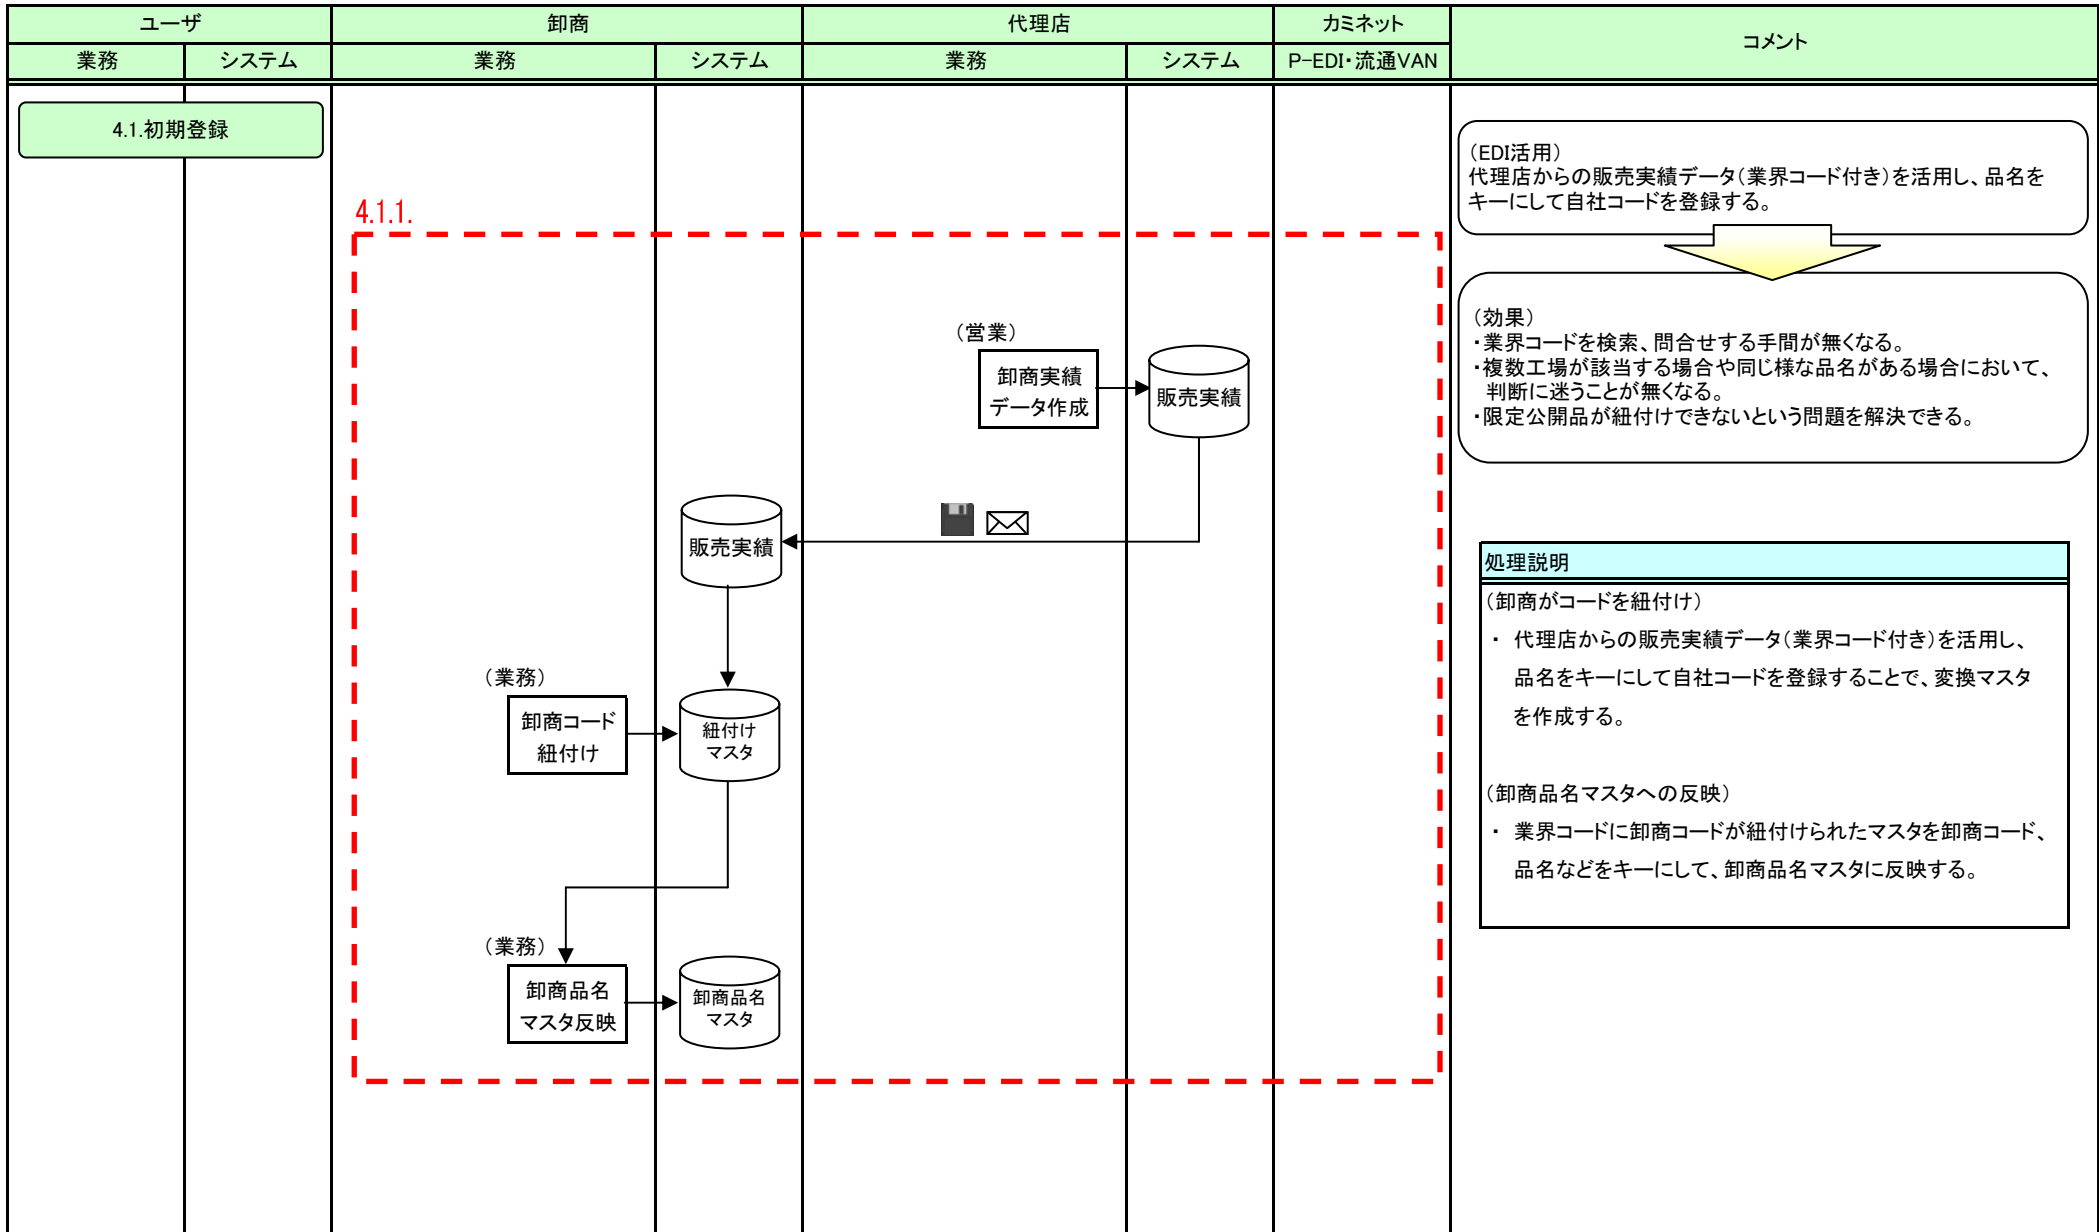 ユーザ
卸商
代理店
カミネット
コメント
業務
システム
業務
システム
業務
システム
P-EDI・流通VAN
4.1.初期登録
4.1.1.
（EDI活用）
代理店からの販売実績データ（業界コード付き）を活用し、品名を
キーにして自社コードを登録する。
（効果）
・業界コードを検索、問合せする手間が無くなる。
・複数工場が該当する場合や同じ様な品名がある場合において、
判断に迷うことが無くなる。
・限定公開品が紐付けできないという問題を解決できる。
（営業）
卸商実績
データ作成
販売実績
販売実績
（業務）
卸商コード
紐付け
紐付け
マスタ
（業務）
卸商品名
マスタ反映
卸商品名
マスタ
処理説明
（卸商がコードを紐付け）
・ 代理店からの販売実績データ（業界コード付き）を活用し、
品名をキーにして自社コードを登録することで、変換マスタ
を作成する。
（卸商品名マスタへの反映）
・ 業界コードに卸商コードが紐付けられたマスタを卸商コード、
品名などをキーにして、卸商品名マスタに反映する。